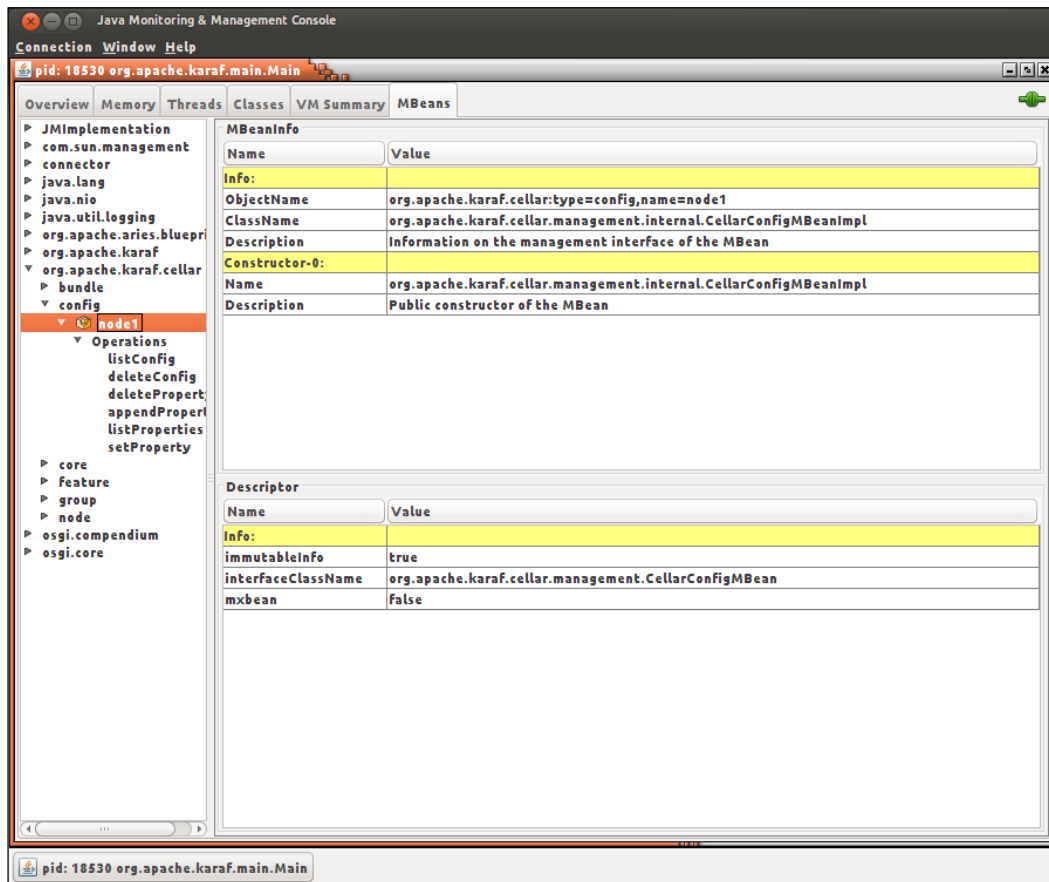 Java Monitoring & Management Console
Connection Window Help
pid: 18530 org.apache.karaf.main.Main
Overview Memory Threads Classes VM Summary MBeans
JMImplementation
com.sun.management
connector
java.lang
java.nio
java.util.logging
org.apache.aries.bluepri
org.apache.karaf
org.apache.karaf.cellar
bundle
config
node1
Operations
listConfig
deleteConfig
deleteProperty
appendPropert
listProperties
setProperty
core
feature
group
node
osgi.compendium
osgi.core
MBeanInfo
Name Value
Info:
ObjectName org.apache.karaf.cellar:type=config,name=node1
ClassName org.apache.karaf.cellar.management.internal.CellarConfigMBeanImpl
Description Information on the management interface of the MBean
Constructor-0:
Name org.apache.karaf.cellar.management.internal.CellarConfigMBeanImpl
Description Public constructor of the MBean
Descriptor
Name Value
Info:
immutableInfo true
interfaceClassName org.apache.karaf.cellar.management.CellarConfigMBean
mxbean false
pid: 18530 org.apache.karaf.main.Main